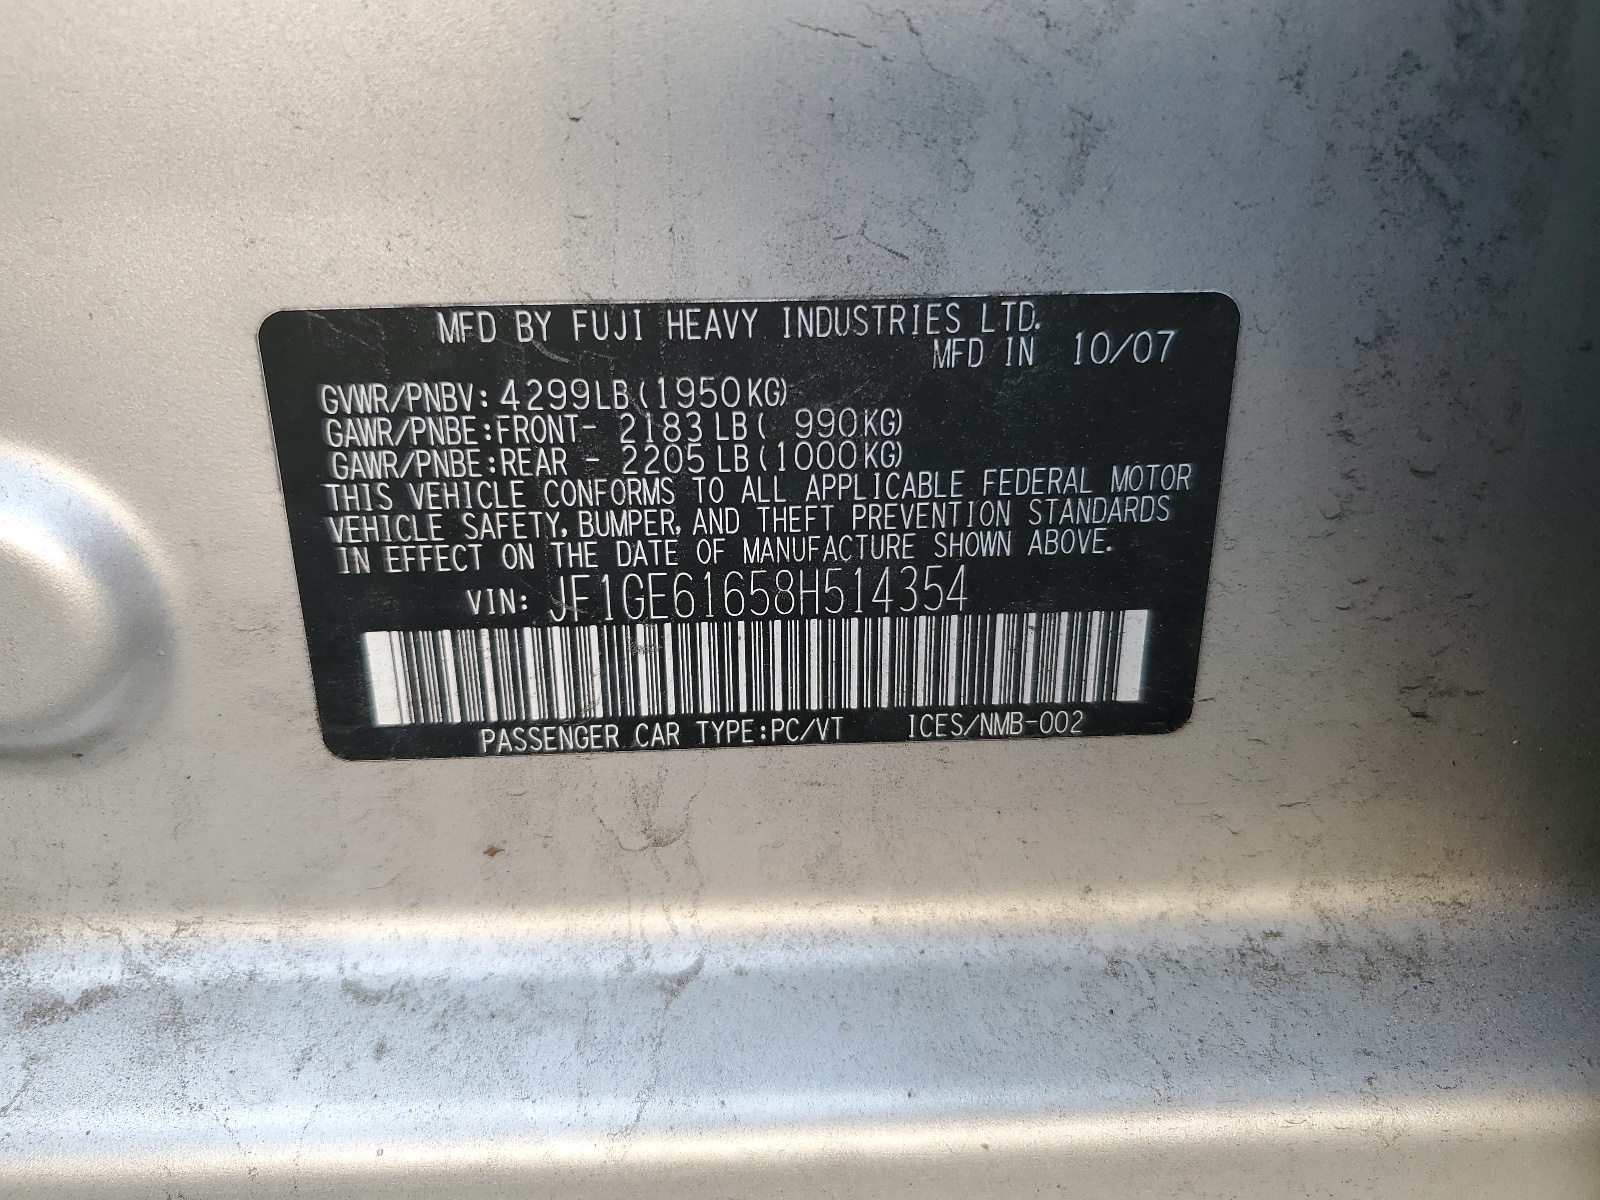 MFD BY FUJI HEAVY INDUSTRIES LTD.
MFD IN 10/07
GVWR/PNBV: 4299LB(1950KG)
GAWR/PNBE:FRONT- 2183 LB( 990KG)
GAWR/PNBE:REAR - 2205 LB(1000KG)
THIS VEHICLE CONFORMS TO ALL APPLICABLE FEDERAL MOTOR
VEHICLE SAFETY, BUMPER, AND THEFT PREVENTION STANDARDS
IN EFFECT ON THE DATE OF MANUFACTURE SHOWN ABOVE.
VIN: JF1GE61658H514354
PASSENGER CAR TYPE:PC/VT ICES/NMB-002